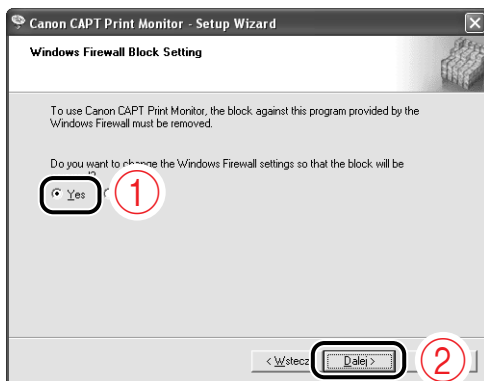 Canon CAPT Print Monitor - Setup Wizard
Windows Firewall Block Setting
To use Canon CAPT Print Monitor, the block against this program provided by the
Windows Firewall must be removed.
Do you want to change the Windows Firewall settings so that the block will be
Yes
1
< Wstecz
Dalej >
2